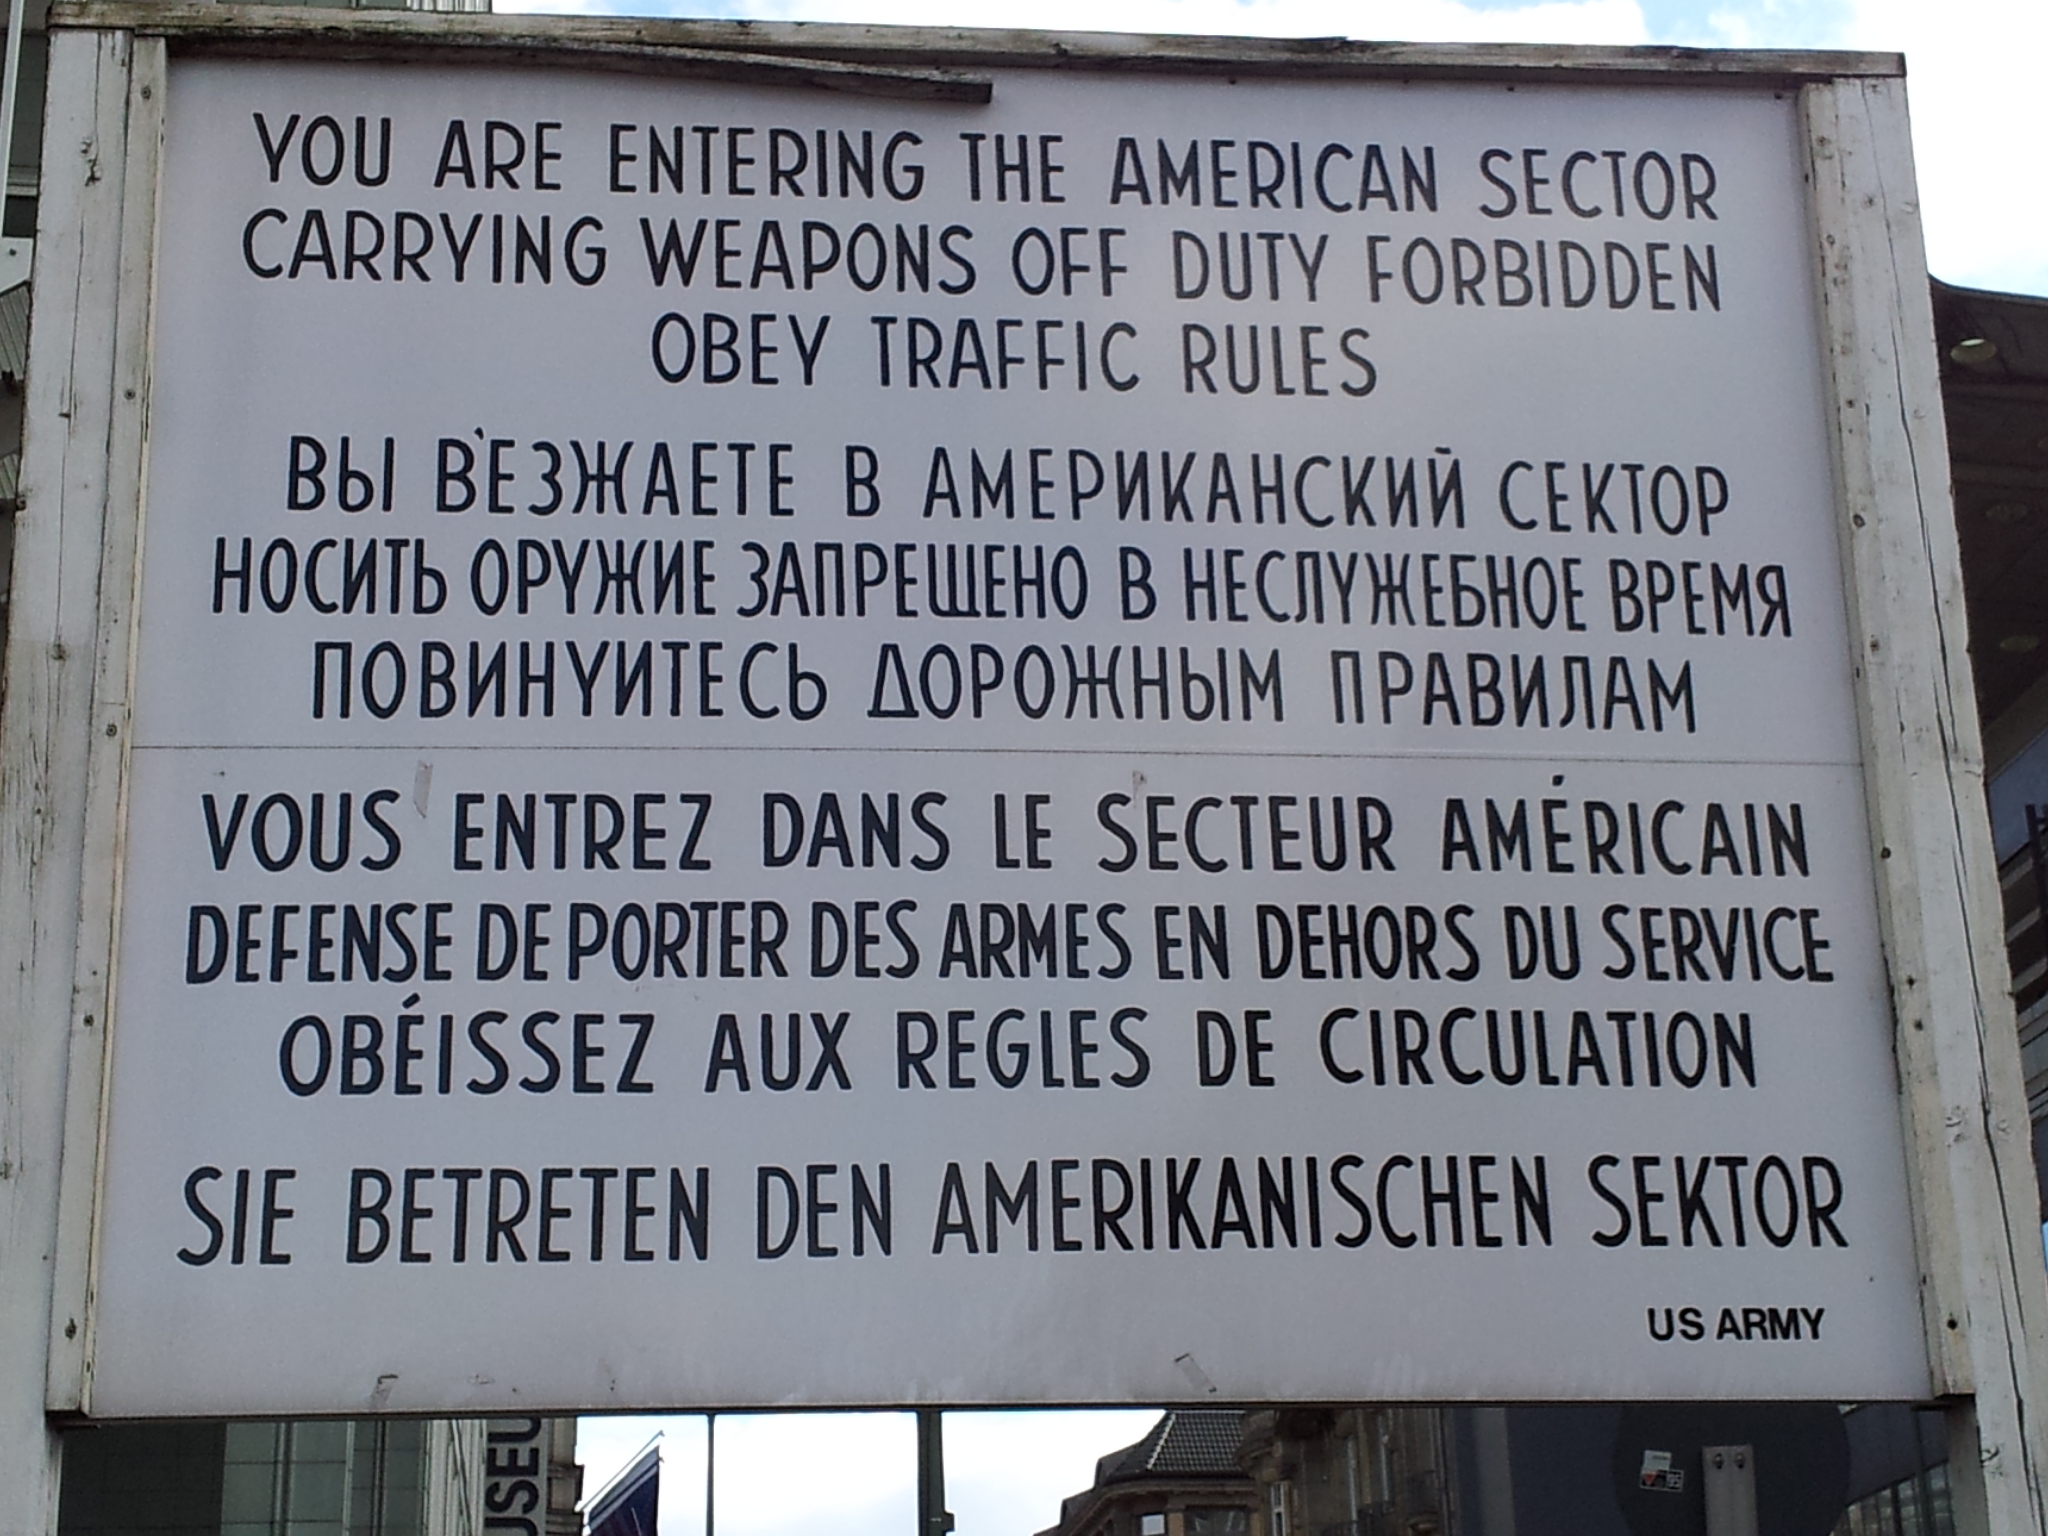 YOU ARE ENTERING THE AMERICAN SECTOR
CARRYING WEAPONS OFF DUTY FORBIDDEN
OBEY TRAFFIC RULES
ВЫ В'ЕЗЖАЕТЕ В АМЕРИКАНСКИЙ СЕКТОР
НОСИТЬ ОРУЖИЕ ЗАПРЕЩЕНО В НЕСЛУЖЕБНОЕ ВРЕМЯ
ПОВИНУИТЕСЬ ДОРОЖНЫМ ПРАВИЛАМ
VOUS ENTREZ DANS LE SECTEUR AMÉRICAIN
DEFENSE DE PORTER DES ARMES EN DEHORS DU SERVICE
OBÉISSEZ AUX REGLES DE CIRCULATION
SIE BETRETEN DEN AMERIKANISCHEN SEKTOR
US ARMY